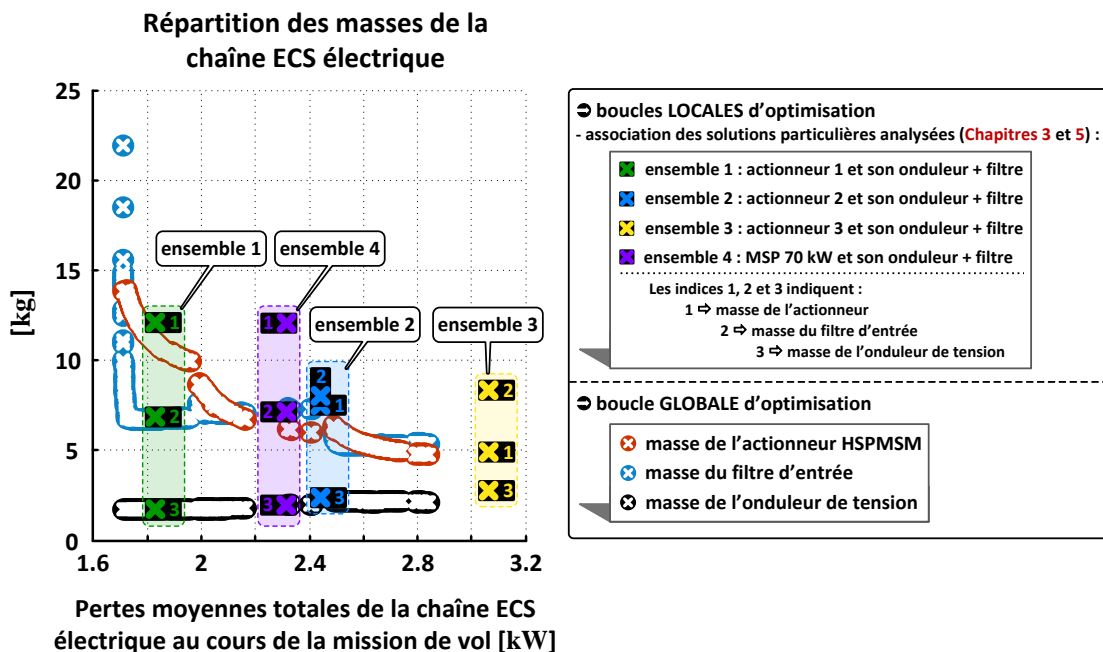 Répartition des masses de la
chaîne ECS électrique
25
20
15
10
5
0
[kg]
1.6
2
2.4
2.8
3.2
Pertes moyennes totales de la chaîne ECS
électrique au cours de la mission de vol [kW]
ensemble 1
ensemble 4
ensemble 2
ensemble 3
1
2
3
1
2
3
2
1
3
2
1
3
➲ boucles LOCALES d’optimisation
- association des solutions particulières analysées (Chapitres 3 et 5) :
ensemble 1 : actionneur 1 et son onduleur + filtre
ensemble 2 : actionneur 2 et son onduleur + filtre
ensemble 3 : actionneur 3 et son onduleur + filtre
ensemble 4 : MSP 70 kW et son onduleur + filtre
Les indices 1, 2 et 3 indiquent :
1 ⇨ masse de l’actionneur
2 ⇨ masse du filtre d’entrée
3 ⇨ masse de l’onduleur de tension
➲ boucle GLOBALE d’optimisation
masse de l’actionneur HSPMSM
masse du filtre d’entrée
masse de l’onduleur de tension